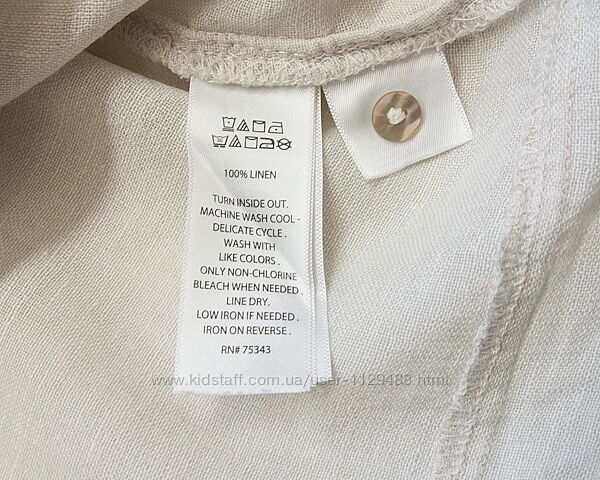 100% LINEN
TURN INSIDE OUT.
MACHINE WASH COOL -
DELICATE CYCLE .
WASH WITH
LIKE COLORS .
ONLY NON-CHLORINE
BLEACH WHEN NEEDED .
LINE DRY.
LOW IRON IF NEEDED .
IRON ON REVERSE .
RN# 75343
www.kidstaff.com.ua/user-1129488.html